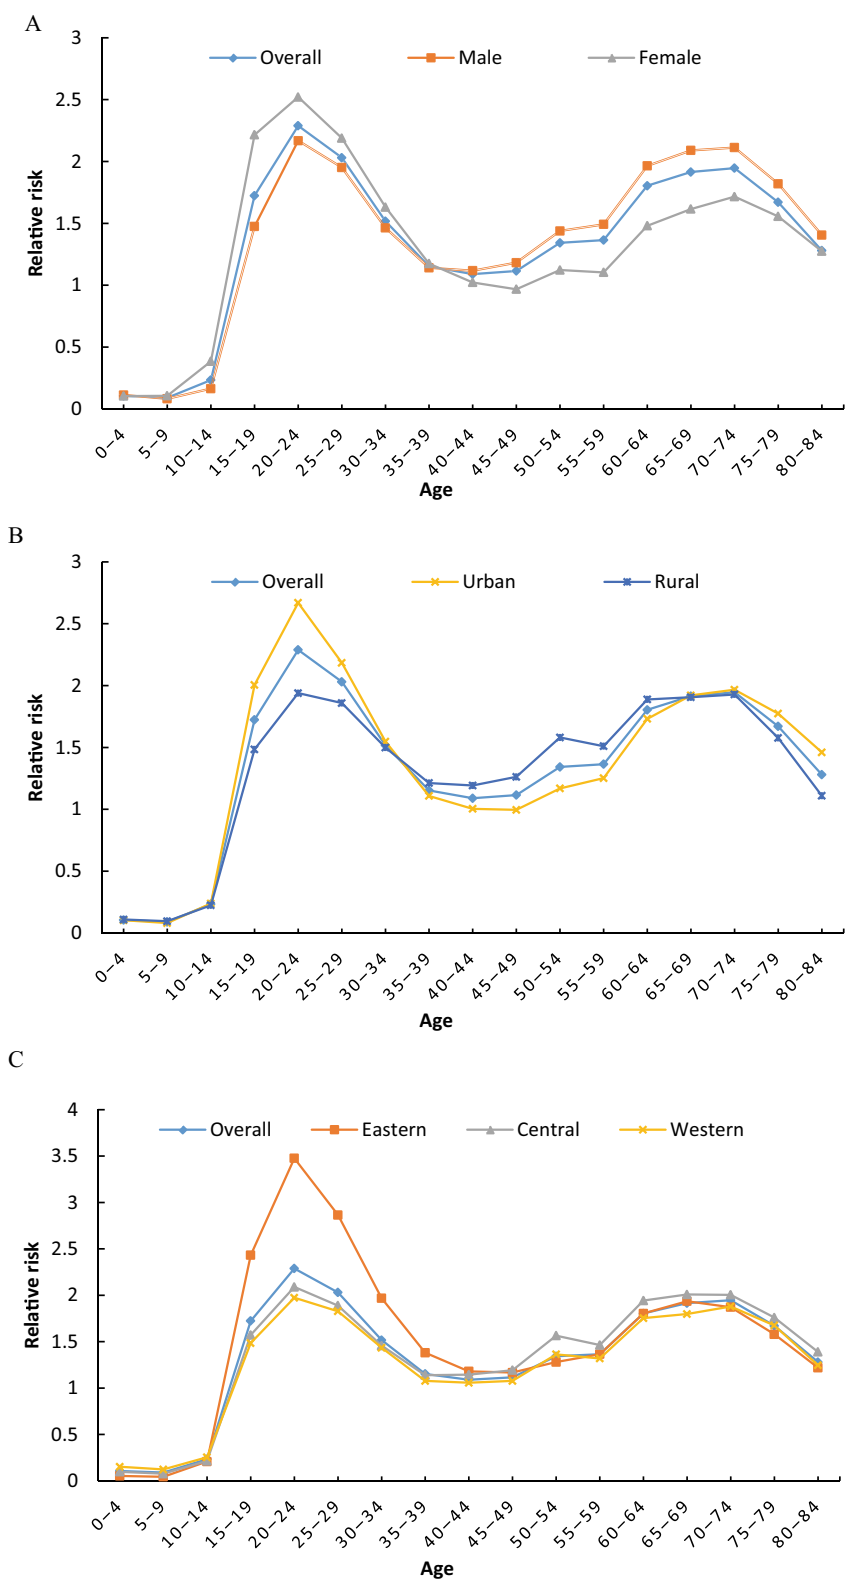 A
3
Overall Male Female
2.5
2
1.5
1
0.5
0
Relative risk
0–4 5–9 10–14 15–19 20–24 25–29 30–34 35–39 40–44 45–49 50–54 55–59 60–64 65–69 70–74 75–79 80–84
Age
B
3
Overall Urban Rural
2.5
2
1.5
1
0.5
0
Relative risk
0–4 5–9 10–14 15–19 20–24 25–29 30–34 35–39 40–44 45–49 50–54 55–59 60–64 65–69 70–74 75–79 80–84
Age
C
4
Overall Eastern Central Western
3.5
3
2.5
2
1.5
1
0.5
0
Relative risk
0–4 5–9 10–14 15–19 20–24 25–29 30–34 35–39 40–44 45–49 50–54 55–59 60–64 65–69 70–74 75–79 80–84
Age